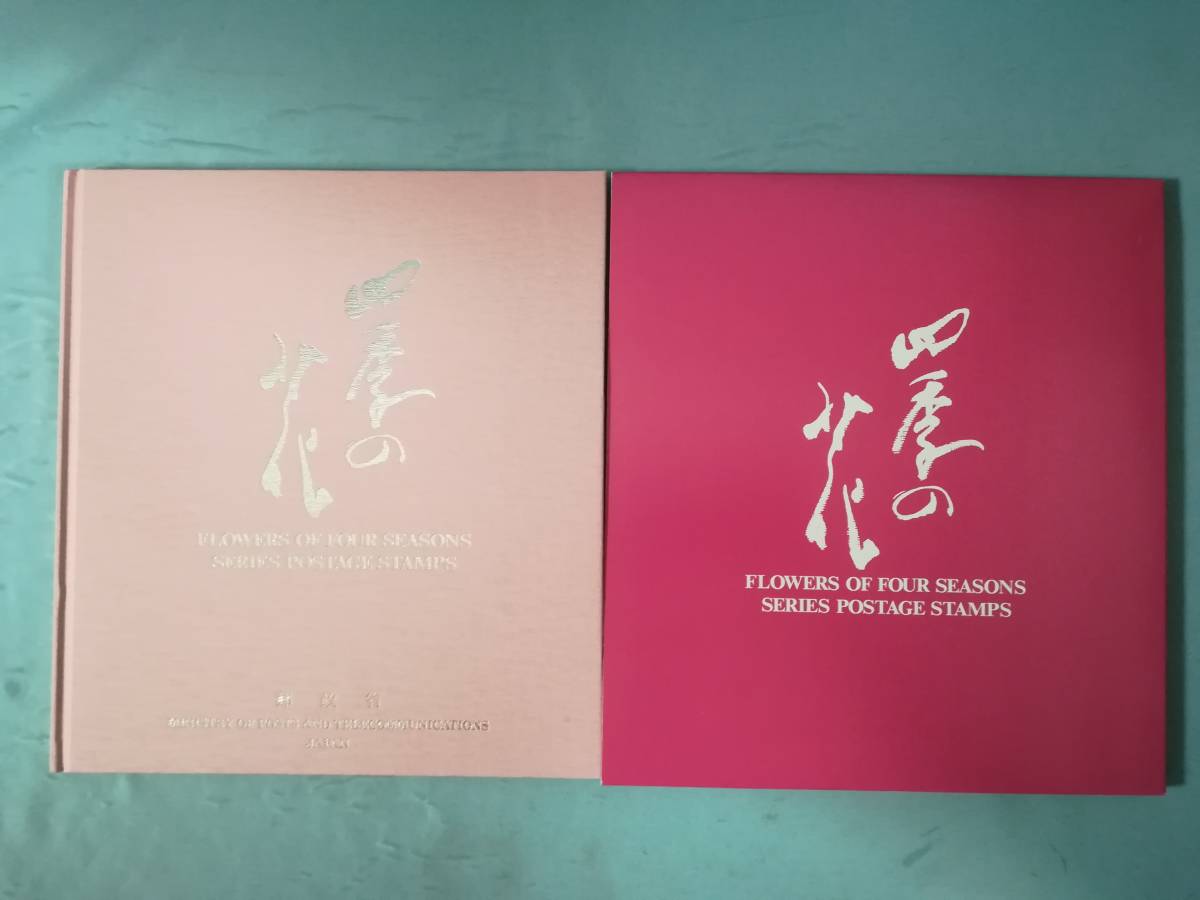 四季の
花
FLOWERS OF FOUR SEASONS
SERIES POSTAGE STAMPS
郵政省
MINISTRY OF POSTS AND TELECOMMUNICATIONS
JAPAN
四季の
花
FLOWERS OF FOUR SEASONS
SERIES POSTAGE STAMPS